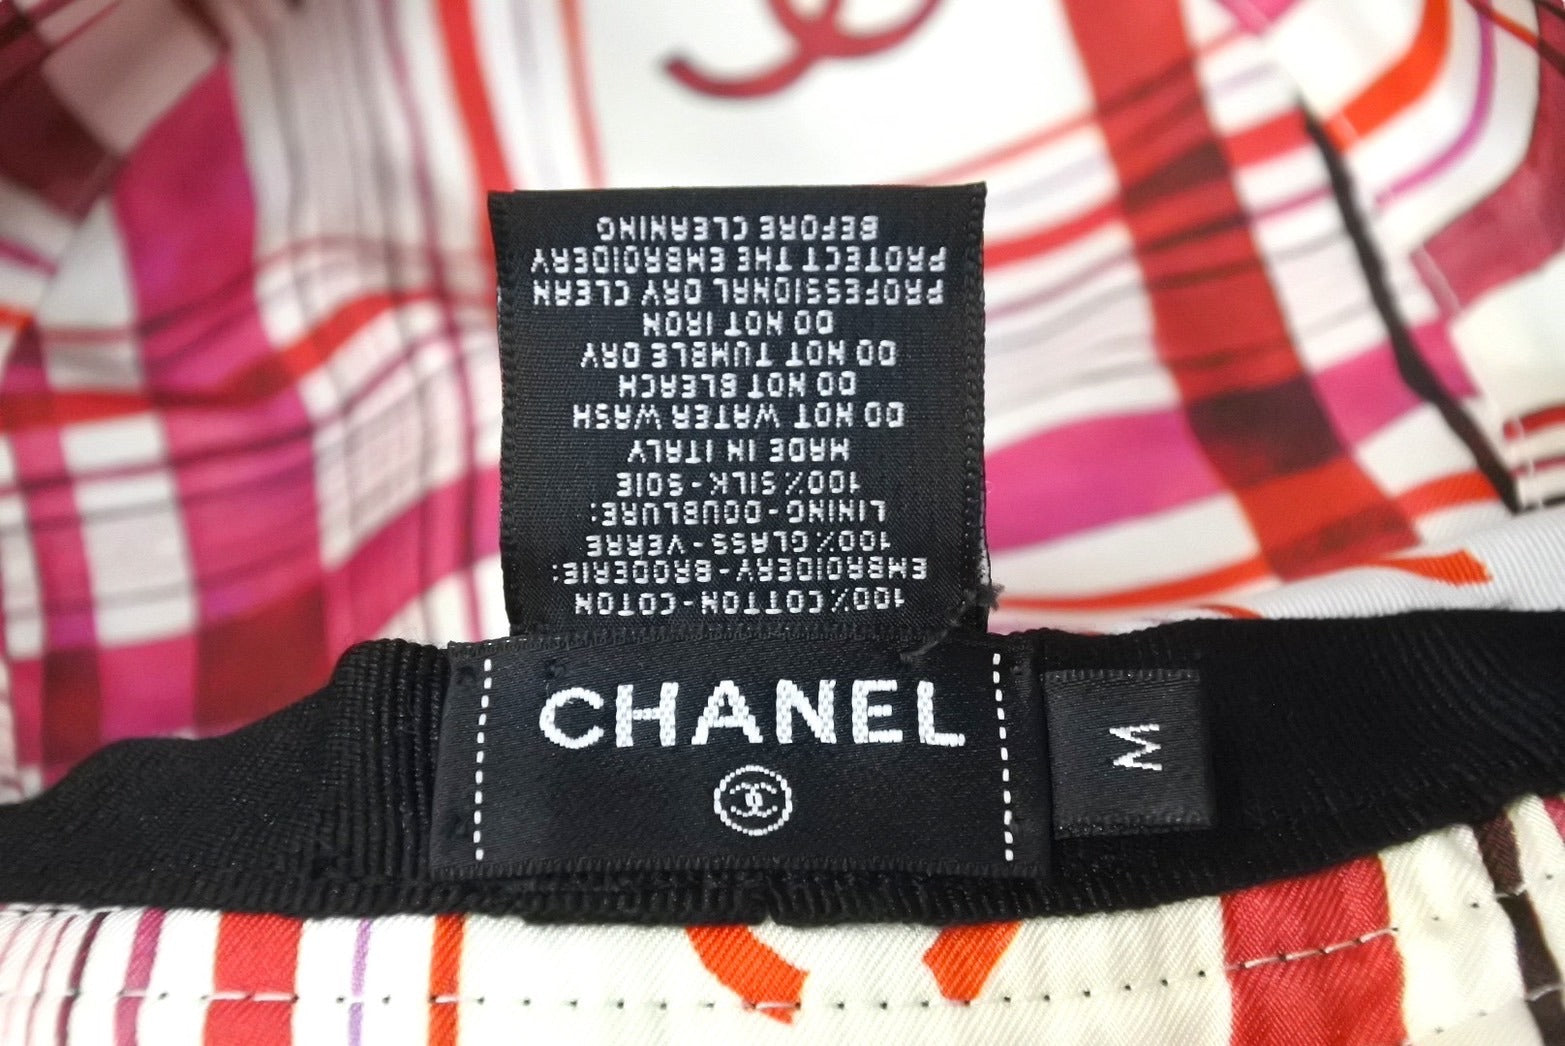 100% COTTON - COTON
EMBROIDERY - BRODERIE:
100% GLASS - VERRE
LINING - DOUBLURE:
100% SILK - SOIE
MADE IN ITALY
DO NOT WATER WASH
DO NOT BLEACH
DO NOT TUMBLE DRY
DO NOT IRON
PROFESSIONAL DRY CLEAN
PROTECT THE EMBROIDERY
BEFORE CLEANING
CHANEL
M